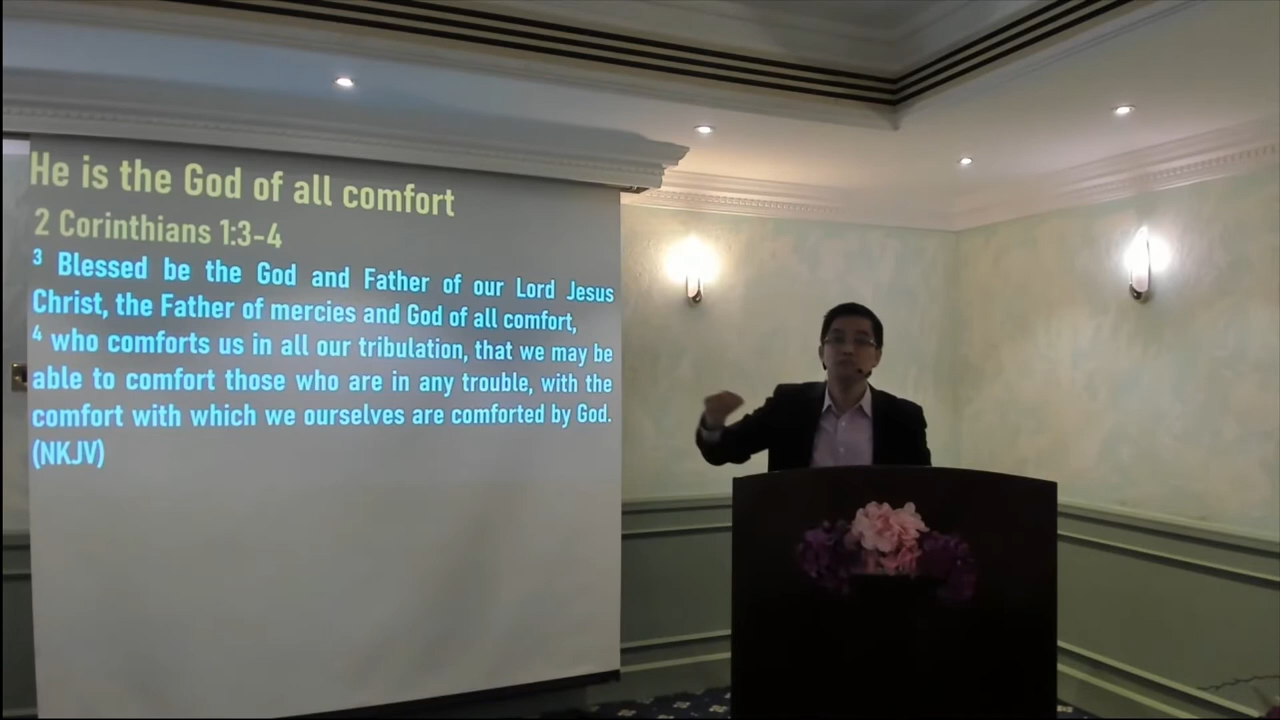 He is the God of all comfort
2 Corinthians 1:3-4
³ Blessed be the God and Father of our Lord Jesus
Christ, the Father of mercies and God of all comfort,
⁴ who comforts us in all our tribulation, that we may be
able to comfort those who are in any trouble, with the
comfort with which we ourselves are comforted by God.
(NKJV)